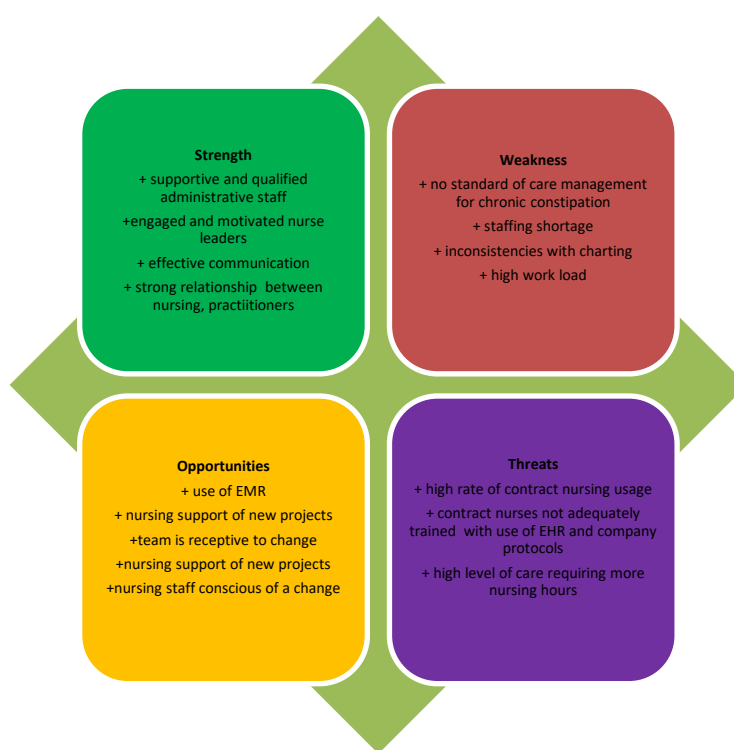 Strength
+ supportive and qualified
administrative staff
+engaged and motivated nurse
leaders
+ effective communication
+ strong relationship between
nursing, practiitioners
Weakness
+ no standard of care management
for chronic constipation
+ staffing shortage
+ inconsistencies with charting
+ high work load
Opportunities
+ use of EMR
+ nursing support of new projects
+team is receptive to change
+nursing support of new projects
+nursing staff conscious of a change
Threats
+ high rate of contract nursing usage
+ contract nurses not adequately
trained with use of EHR and company
protocols
+ high level of care requiring more
nursing hours